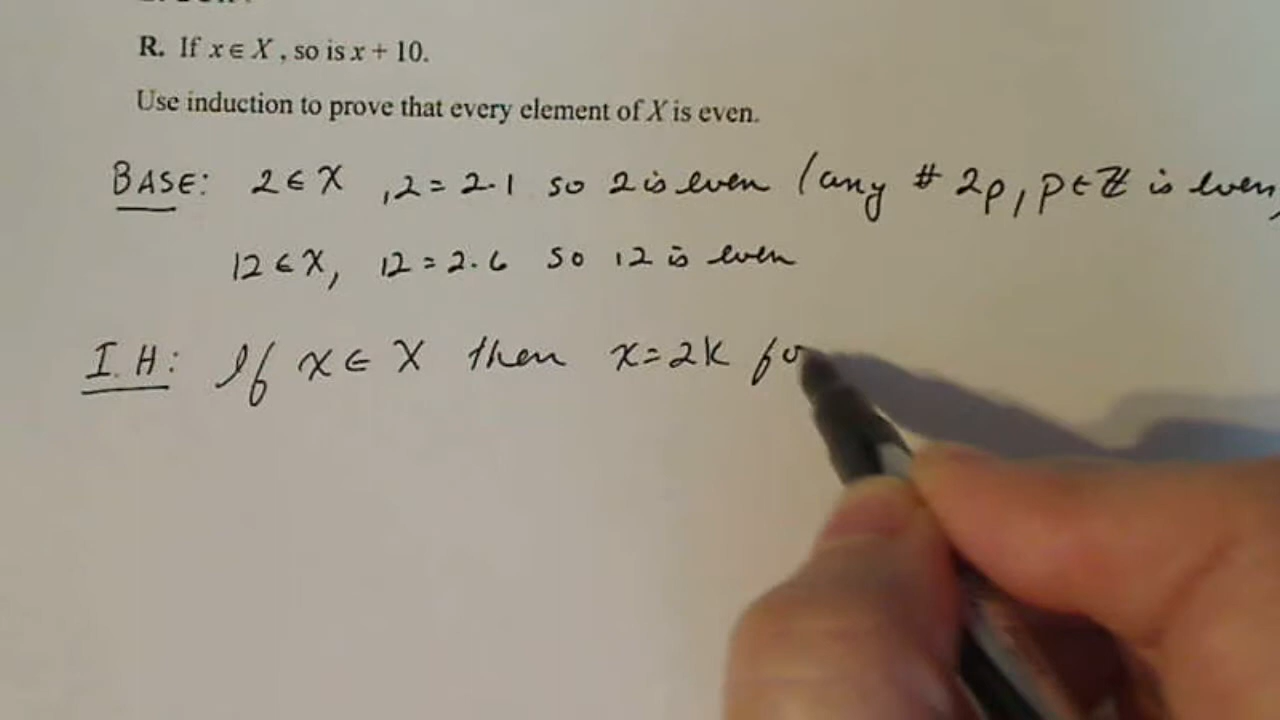 R. If x ∈ X , so is x + 10.
Use induction to prove that every element of X is even.
BASE: 2 ∈ X , 2 = 2·1 so 2 is even (any # 2p, p ∈ ℤ is even)
12 ∈ X, 12 = 2·6 so 12 is even
I.H: If x ∈ X then x = 2k fo